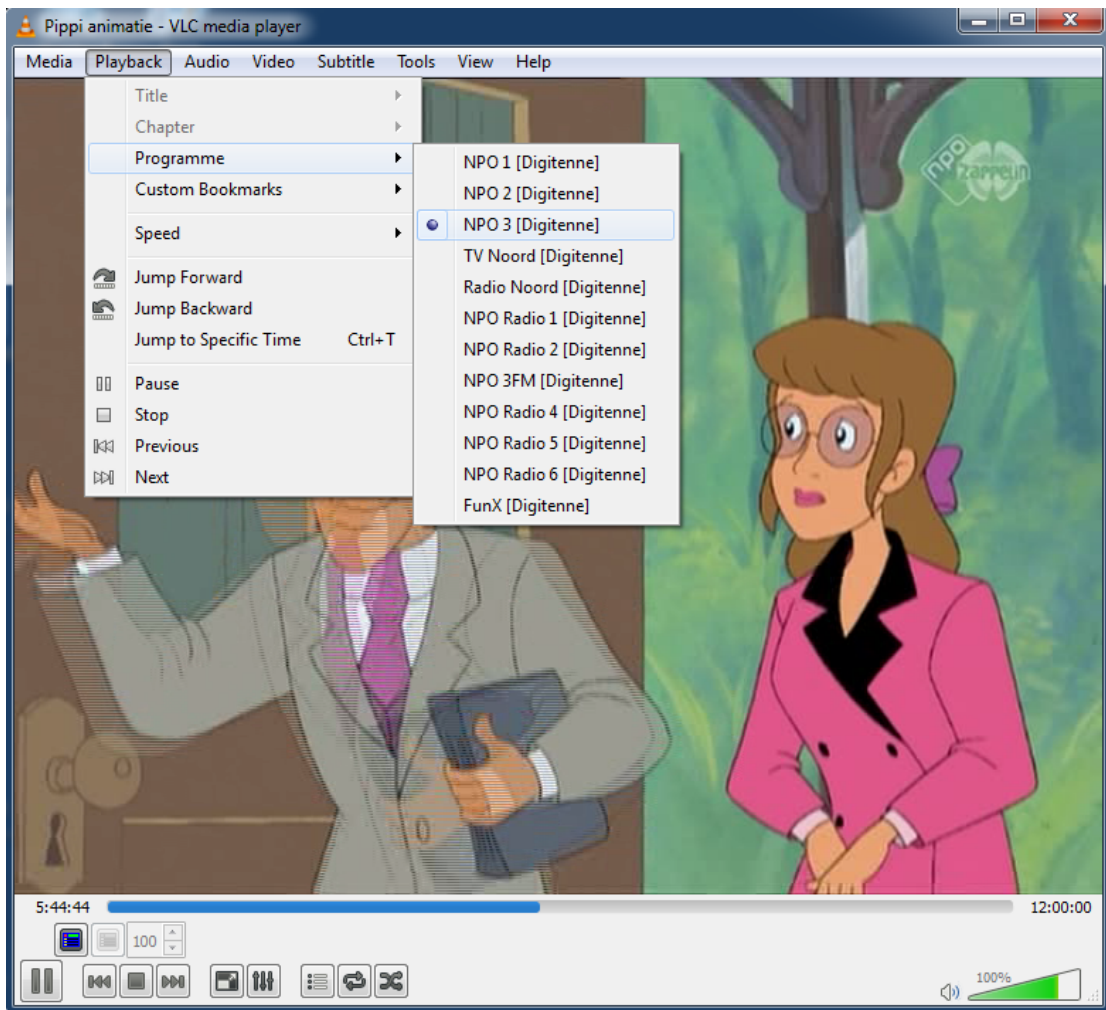 Pippi animatie - VLC media player
Media Playback Audio Video Subtitle Tools View Help
Title
Chapter
Programme
Custom Bookmarks
Speed
Jump Forward
Jump Backward
Jump to Specific Time Ctrl+T
Pause
Stop
Previous
Next
NPO 1 [Digitenne]
NPO 2 [Digitenne]
NPO 3 [Digitenne]
TV Noord [Digitenne]
Radio Noord [Digitenne]
NPO Radio 1 [Digitenne]
NPO Radio 2 [Digitenne]
NPO 3FM [Digitenne]
NPO Radio 4 [Digitenne]
NPO Radio 5 [Digitenne]
NPO Radio 6 [Digitenne]
FunX [Digitenne]
npo zappelin
5:44:44 12:00:00
100
100%